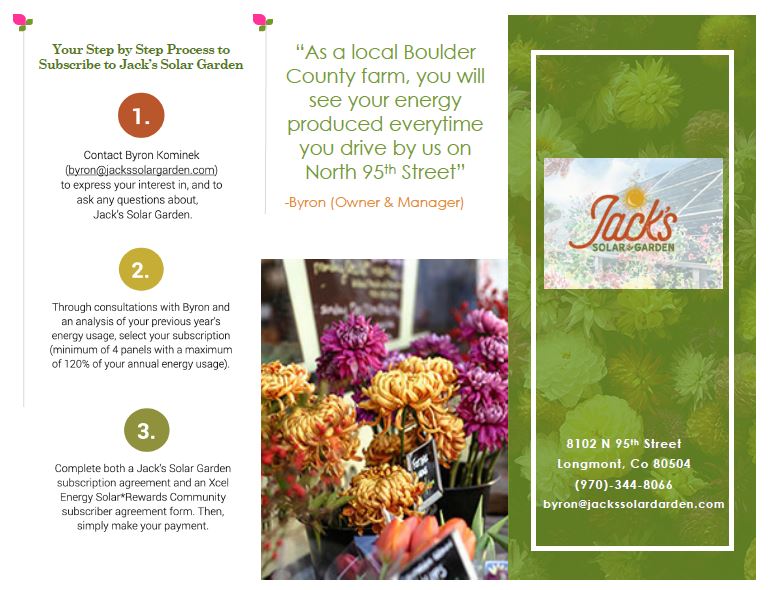 Your Step by Step Process to
Subscribe to Jack's Solar Garden
1.
Contact Byron Kominek
(byron@jackssolargarden.com)
to express your interest in, and to
ask any questions about,
Jack's Solar Garden.
2.
Through consultations with Byron and
an analysis of your previous year's
energy usage, select your subscription
(minimum of 4 panels with a maximum
of 120% of your annual energy usage).
3.
Complete both a Jack's Solar Garden
subscription agreement and an Xcel
Energy Solar*Rewards Community
subscriber agreement form. Then,
simply make your payment.
“As a local Boulder
County farm, you will
see your energy
produced everytime
you drive by us on
North 95th Street”
-Byron (Owner & Manager)
Jack's
SOLAR GARDEN
8102 N 95th Street
Longmont, Co 80504
(970)-344-8066
byron@jackssolardarden.com